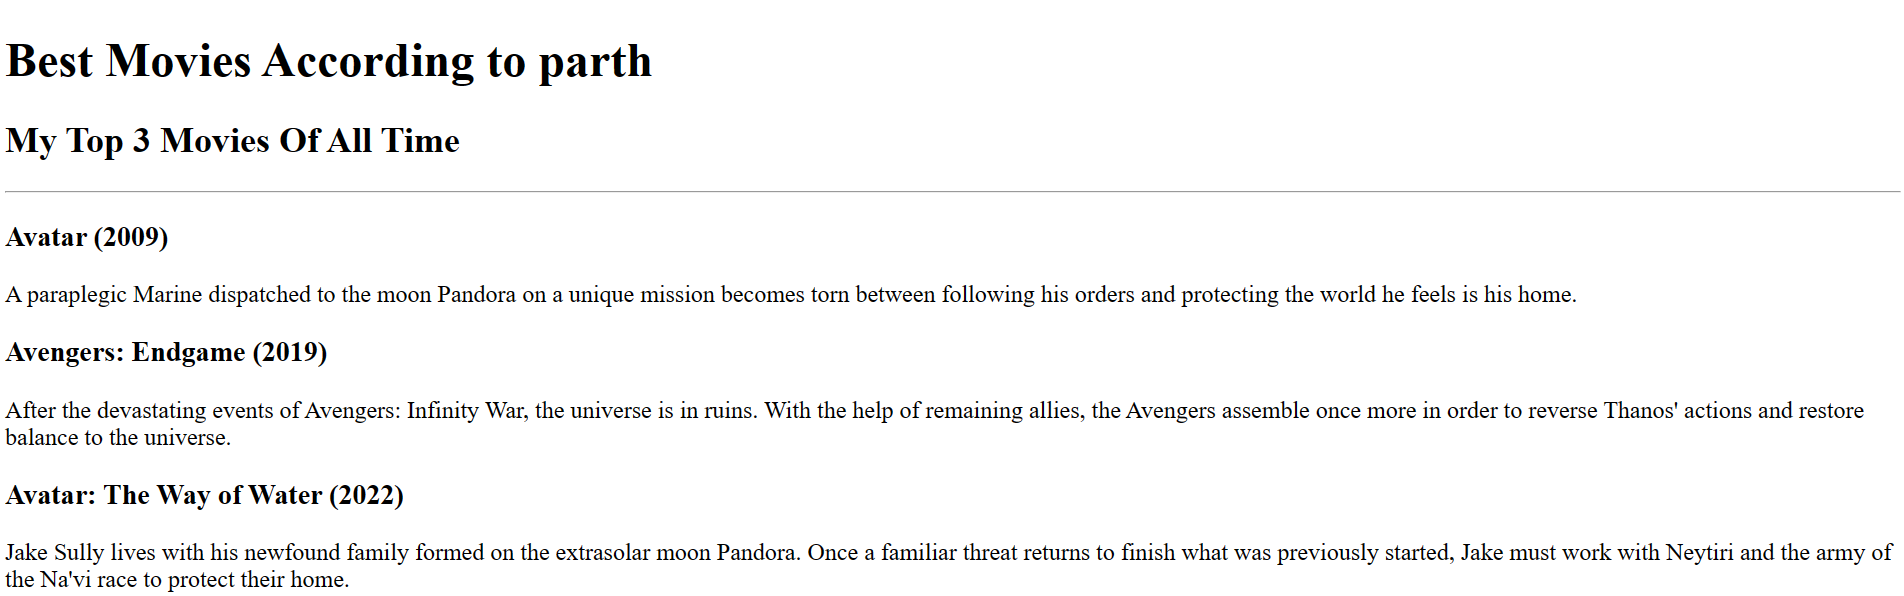 Best Movies According to parth
My Top 3 Movies Of All Time
Avatar (2009)
A paraplegic Marine dispatched to the moon Pandora on a unique mission becomes torn between following his orders and protecting the world he feels is his home.
Avengers: Endgame (2019)
After the devastating events of Avengers: Infinity War, the universe is in ruins. With the help of remaining allies, the Avengers assemble once more in order to reverse Thanos' actions and restore
balance to the universe.
Avatar: The Way of Water (2022)
Jake Sully lives with his newfound family formed on the extrasolar moon Pandora. Once a familiar threat returns to finish what was previously started, Jake must work with Neytiri and the army of
the Na'vi race to protect their home.